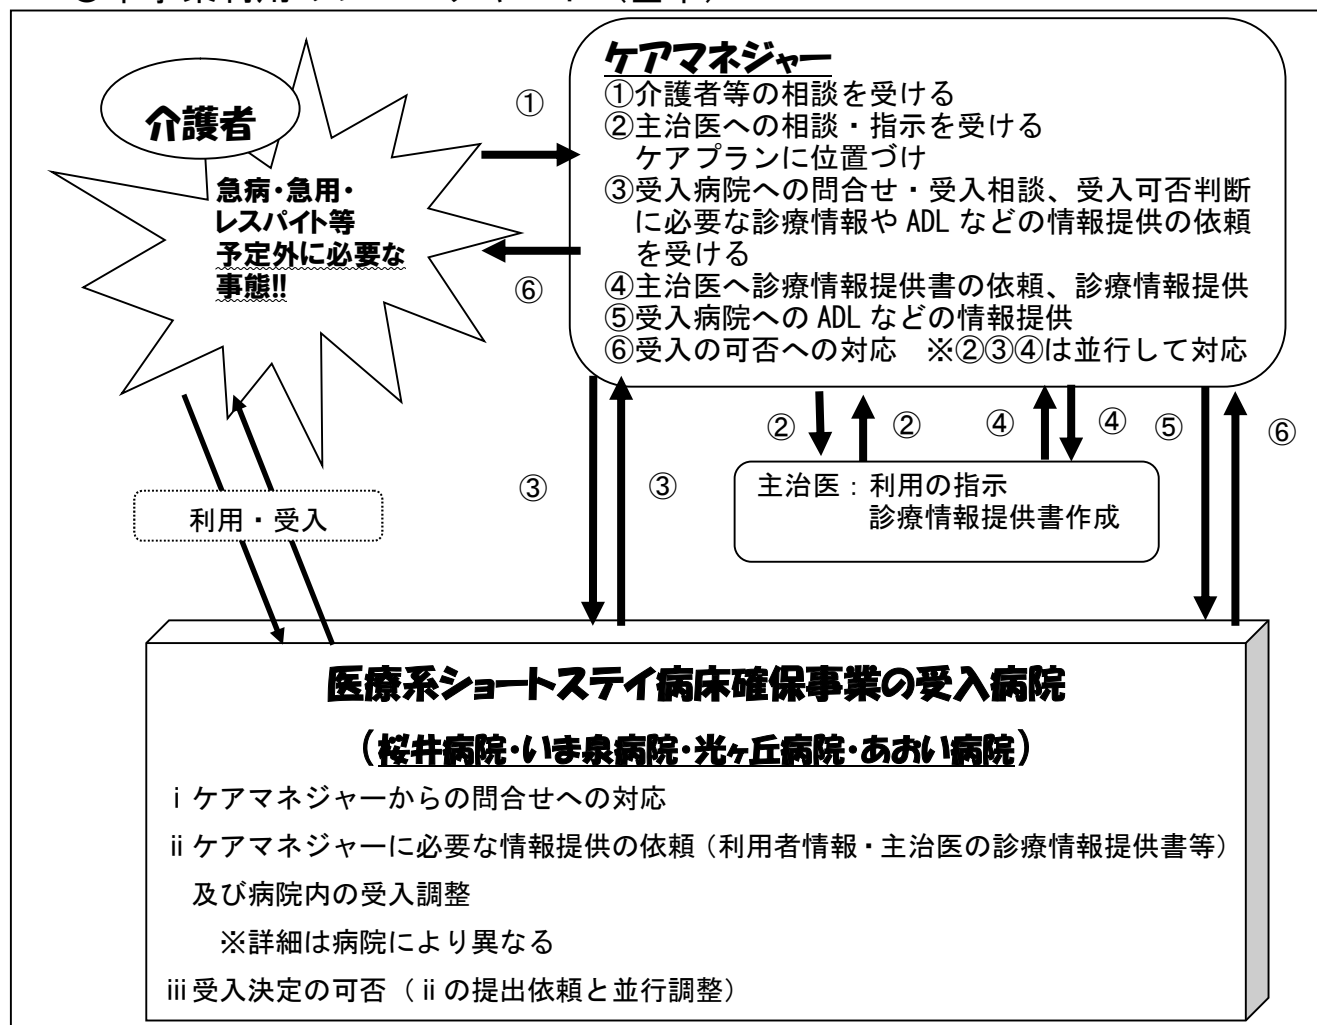 介護者
急病・急用・
レスパイト等
予定外に必要な
事態!!
①
⑥
ケアマネジャー
①介護者等の相談を受ける
②主治医への相談・指示を受ける
ケアプランに位置づけ
③受入病院への問合せ・受入相談、受入可否判断
に必要な診療情報や ADL などの情報提供の依頼
を受ける
④主治医へ診療情報提供書の依頼、診療情報提供
⑤受入病院への ADL などの情報提供
⑥受入の可否への対応　※②③④は並行して対応
② ② ④ ④ ⑤ ⑥
③ ③
主治医：利用の指示
診療情報提供書作成
利用・受入
医療系ショートステイ病床確保事業の受入病院
（桜井病院・いま泉病院・光ヶ丘病院・あおい病院）
ⅰ ケアマネジャーからの問合せへの対応
ⅱ ケアマネジャーに必要な情報提供の依頼（利用者情報・主治医の診療情報提供書等）
及び病院内の受入調整
※詳細は病院により異なる
ⅲ 受入決定の可否（ⅱの提出依頼と並行調整）